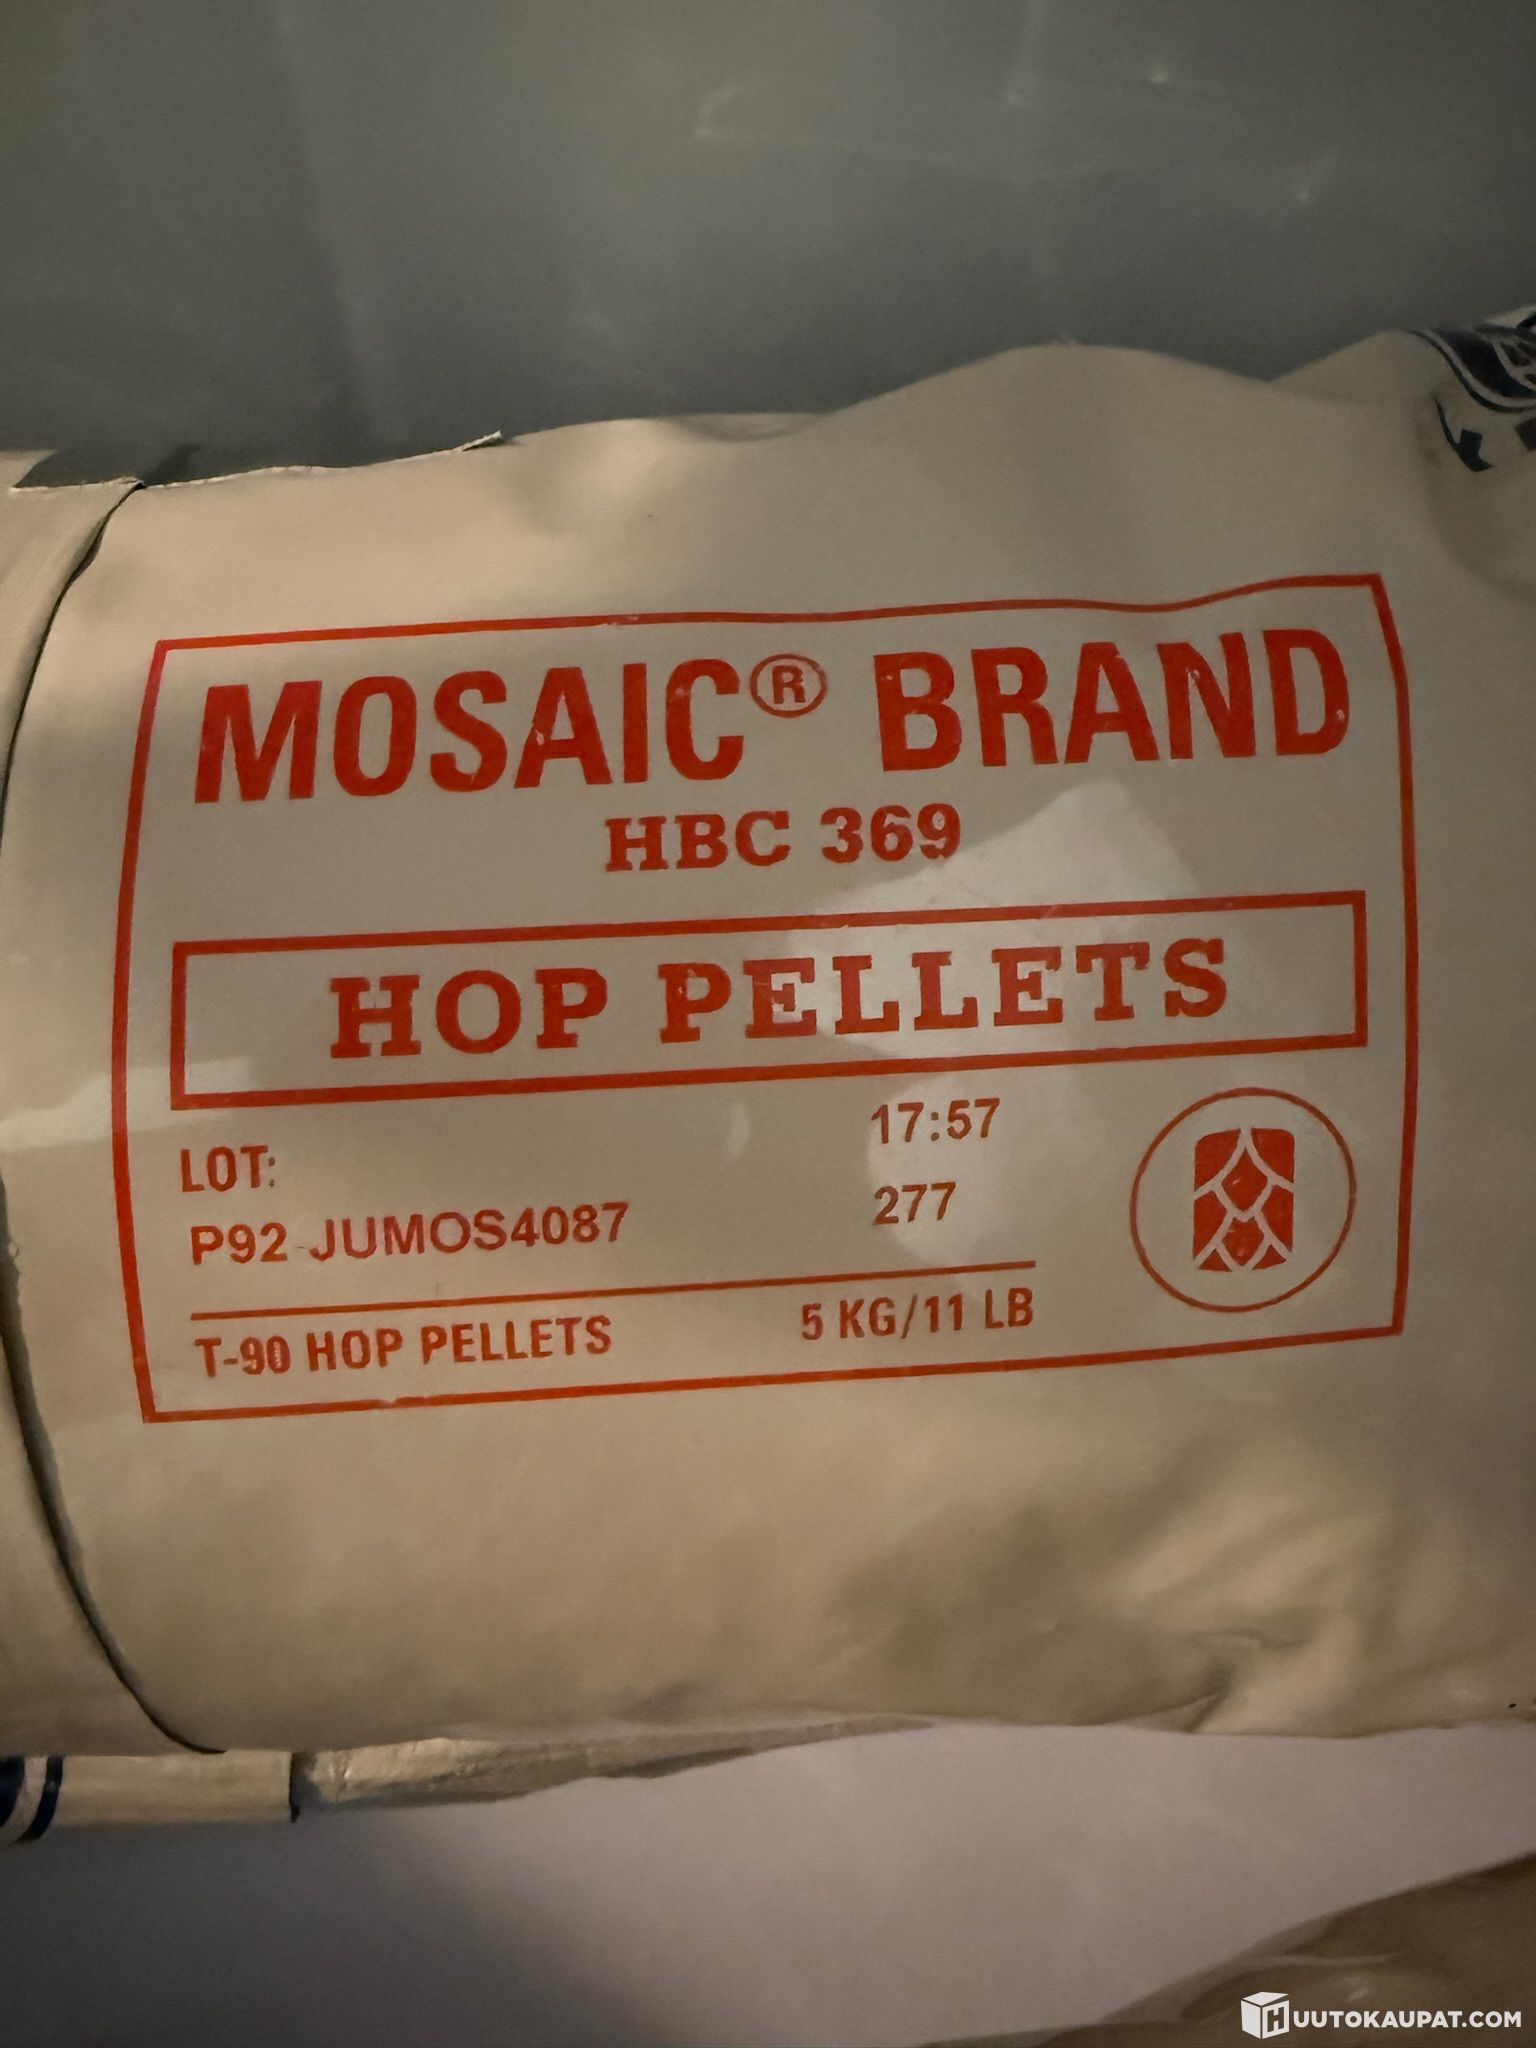 MOSAIC® BRAND
HBC 369
HOP PELLETS
17:57
LOT:
277
P92 JUMOS4087
T-90 HOP PELLETS 5 KG/11 LB
HUUTOKAUPAT.COM